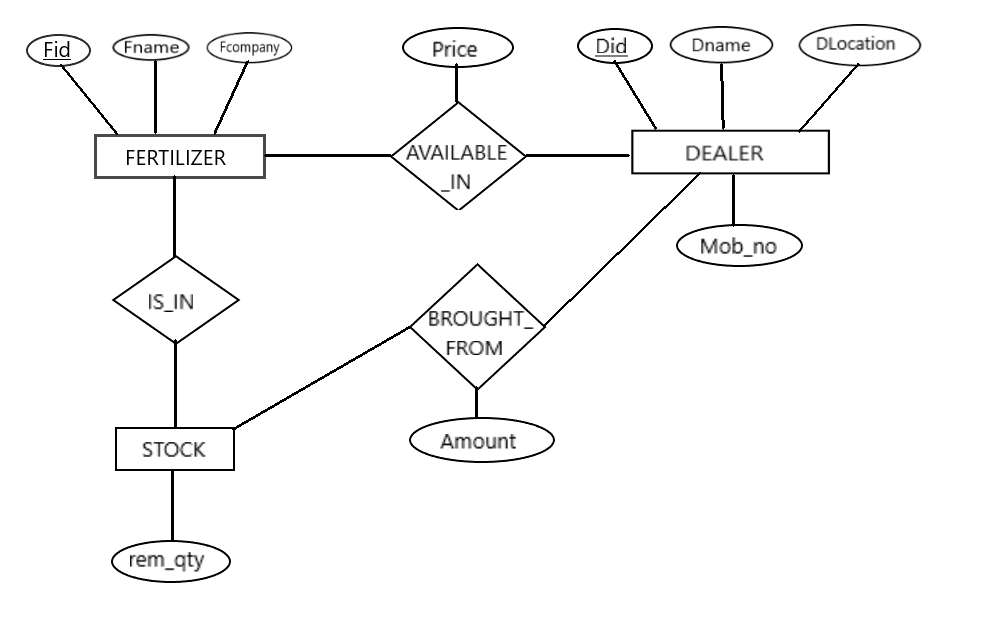 Fid
Fname
Fcompany
Price
Did
Dname
DLocation
FERTILIZER
AVAILABLE
_IN
DEALER
Mob_no
IS_IN
BROUGHT_
FROM
Amount
STOCK
rem_qty